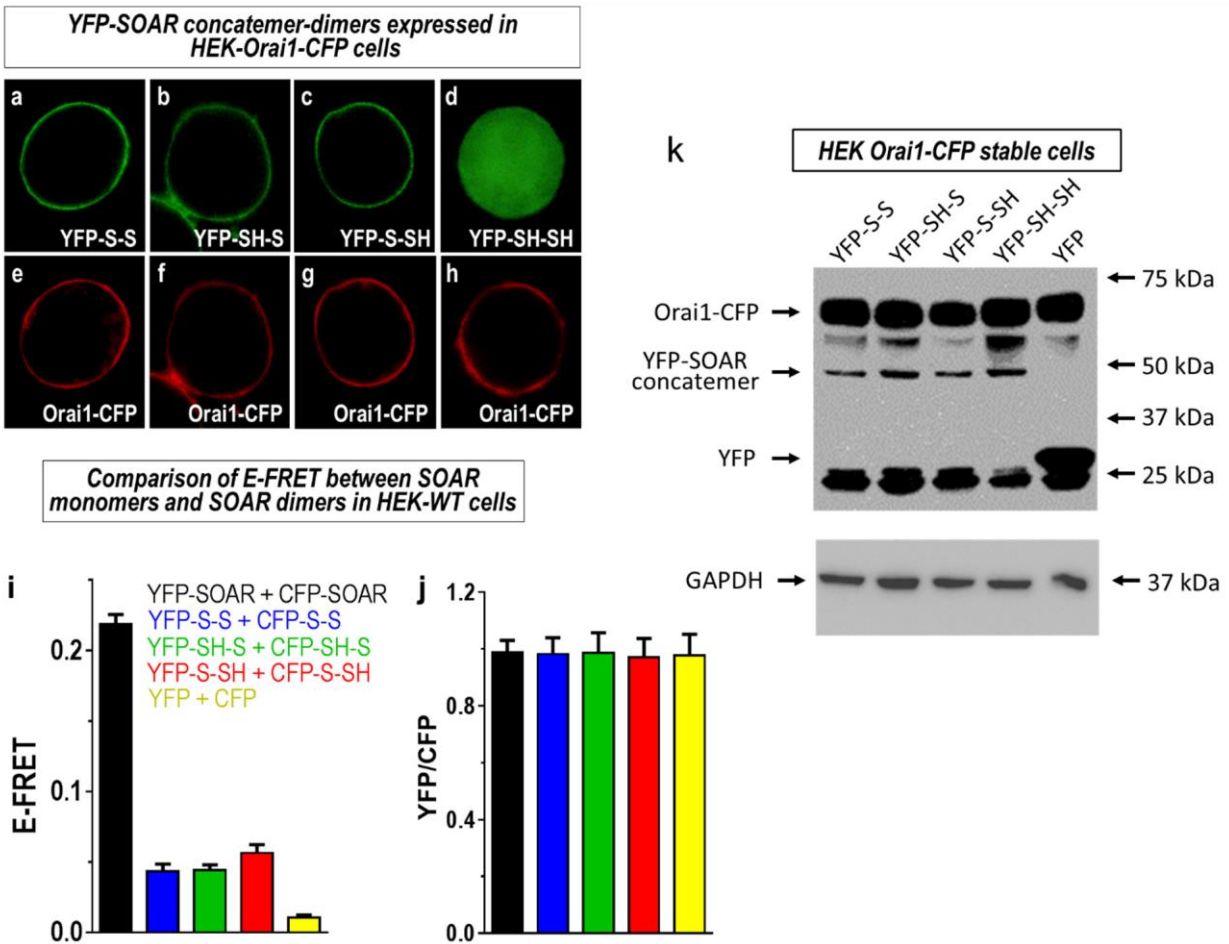 YFP-SOAR concatemer-dimers expressed in
HEK-Orai1-CFP cells
a
b
c
d
YFP-S-S
YFP-SH-S
YFP-S-SH
YFP-SH-SH
e
f
g
h
Orai1-CFP
Orai1-CFP
Orai1-CFP
Orai1-CFP
Comparison of E-FRET between SOAR
monomers and SOAR dimers in HEK-WT cells
i
YFP-SOAR + CFP-SOAR
YFP-S-S + CFP-S-S
YFP-SH-S + CFP-SH-S
YFP-S-SH + CFP-S-SH
YFP + CFP
E-FRET
0.2
0.1
0.0
j
YFP/CFP
1.2
0.8
0.4
0.0
k
HEK Orai1-CFP stable cells
YFP-S-S
YFP-SH-S
YFP-S-SH
YFP-SH-SH
YFP
Orai1-CFP
YFP-SOAR
concatemer
YFP
75 kDa
50 kDa
37 kDa
25 kDa
GAPDH
37 kDa